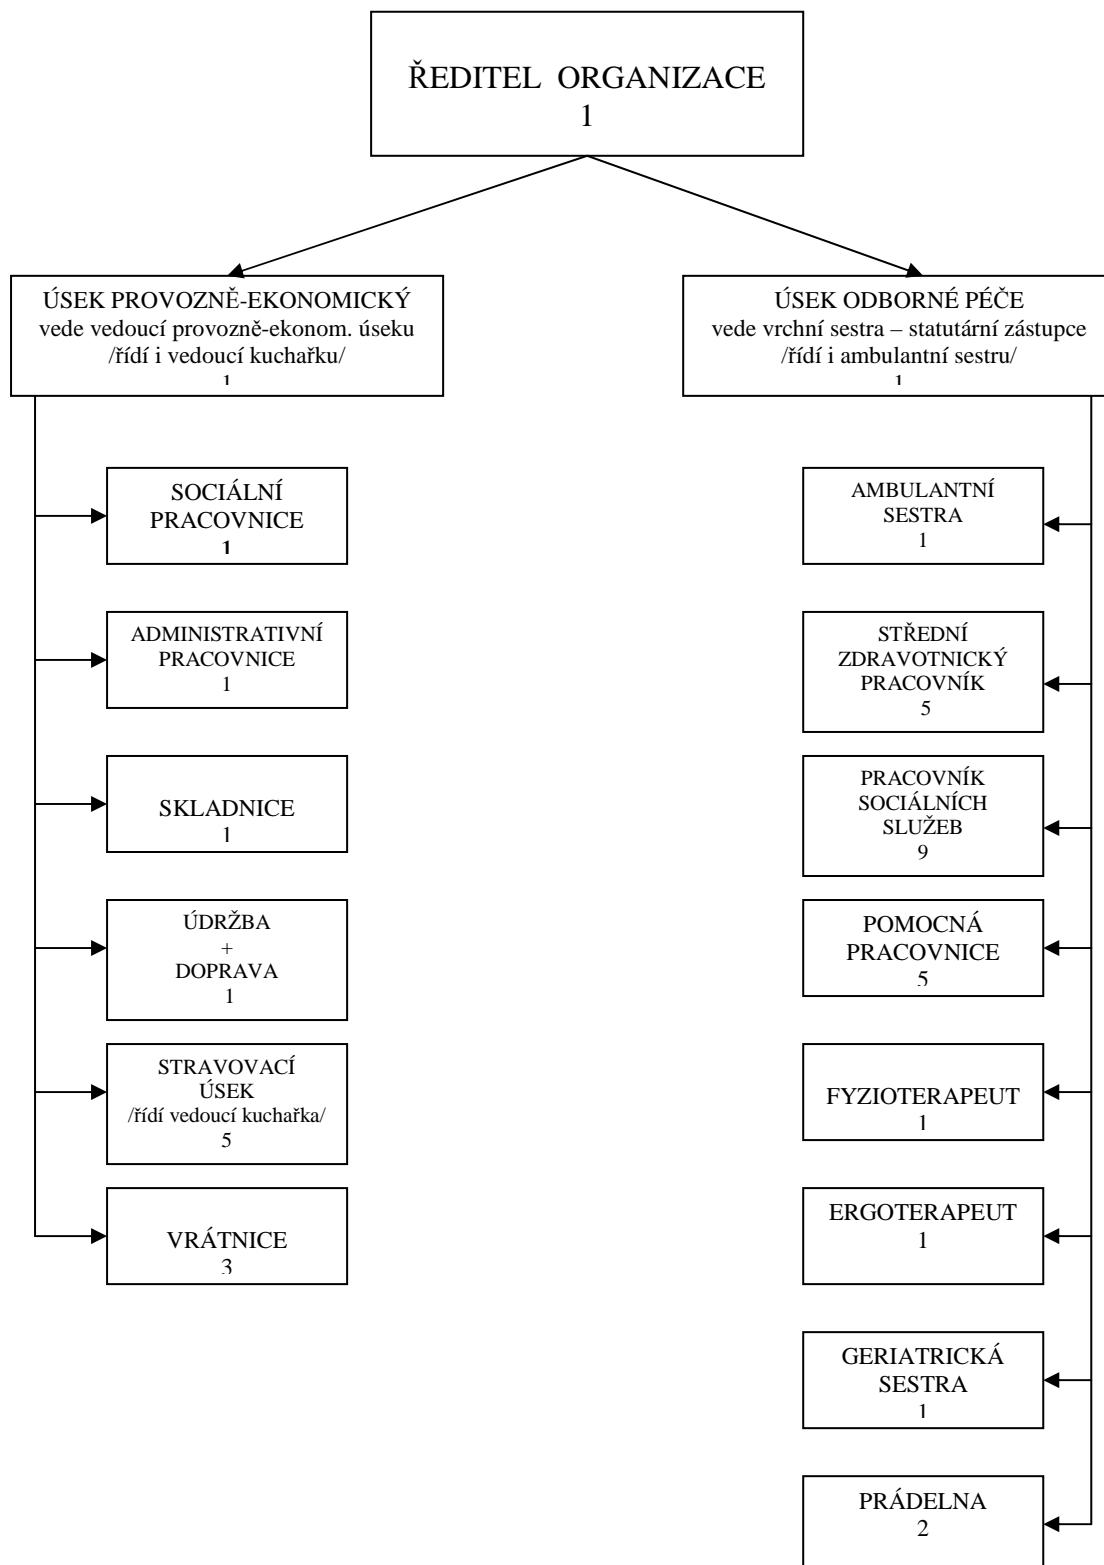 ŘEDITEL ORGANIZACE
1
ÚSEK PROVOZNĚ-EKONOMICKÝ
vede vedoucí provozně-ekonom. úseku
/řídí i vedoucí kuchařku/
1
ÚSEK ODBORNÉ PÉČE
vede vrchní sestra – statutární zástupce
/řídí i ambulantní sestru/
1
SOCIÁLNÍ
PRACOVNICE
1
ADMINISTRATIVNÍ
PRACOVNICE
1
SKLADNICE
1
ÚDRŽBA
+
DOPRAVA
1
STRAVOVACÍ
ÚSEK
/řídí vedoucí kuchařka/
5
VRÁTNICE
3
AMBULANTNÍ
SESTRA
1
STŘEDNÍ
ZDRAVOTNICKÝ
PRACOVNÍK
5
PRACOVNÍK
SOCIÁLNÍCH
SLUŽEB
9
POMOCNÁ
PRACOVNICE
5
FYZIOTERAPEUT
1
ERGOTERAPEUT
1
GERIATRICKÁ
SESTRA
1
PRÁDELNA
2